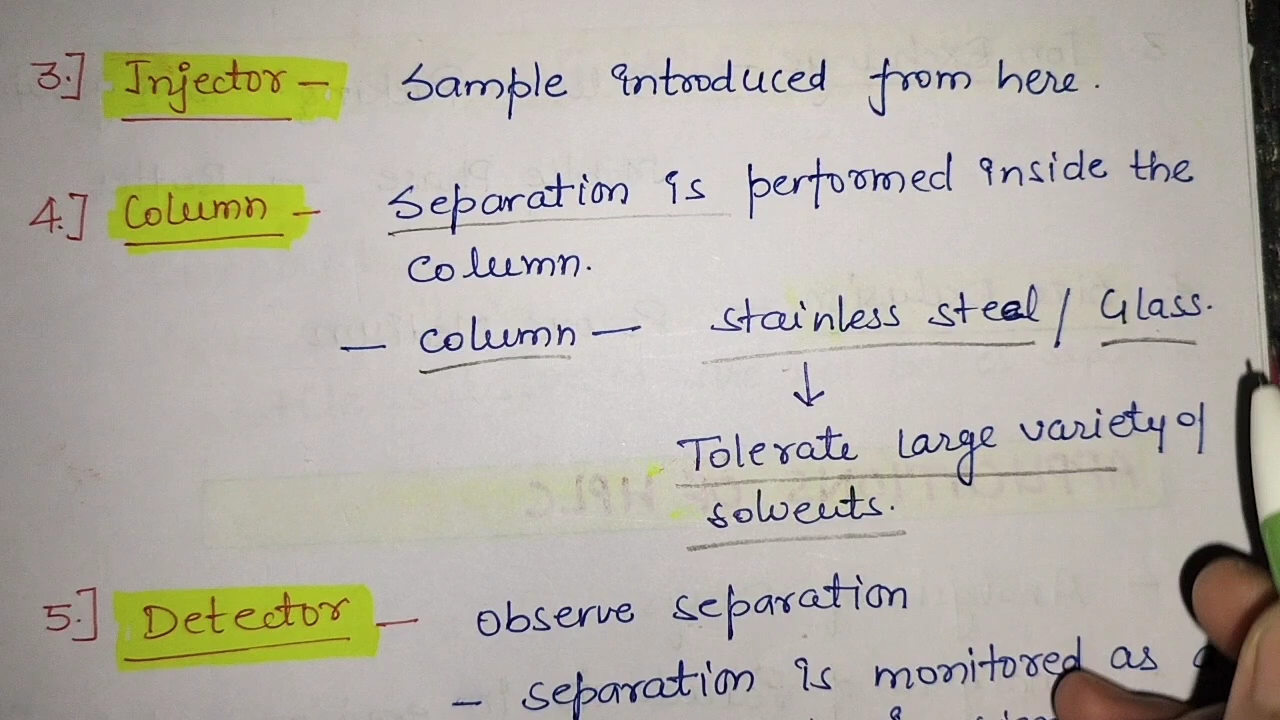 3.] Injector - Sample introduced from here.
4.] Column - Separation is performed inside the
column.
- column - stainless steel / Glass.
↓
Tolerate large variety of
solvents.
5.] Detector - observe separation
- separation is monitored as